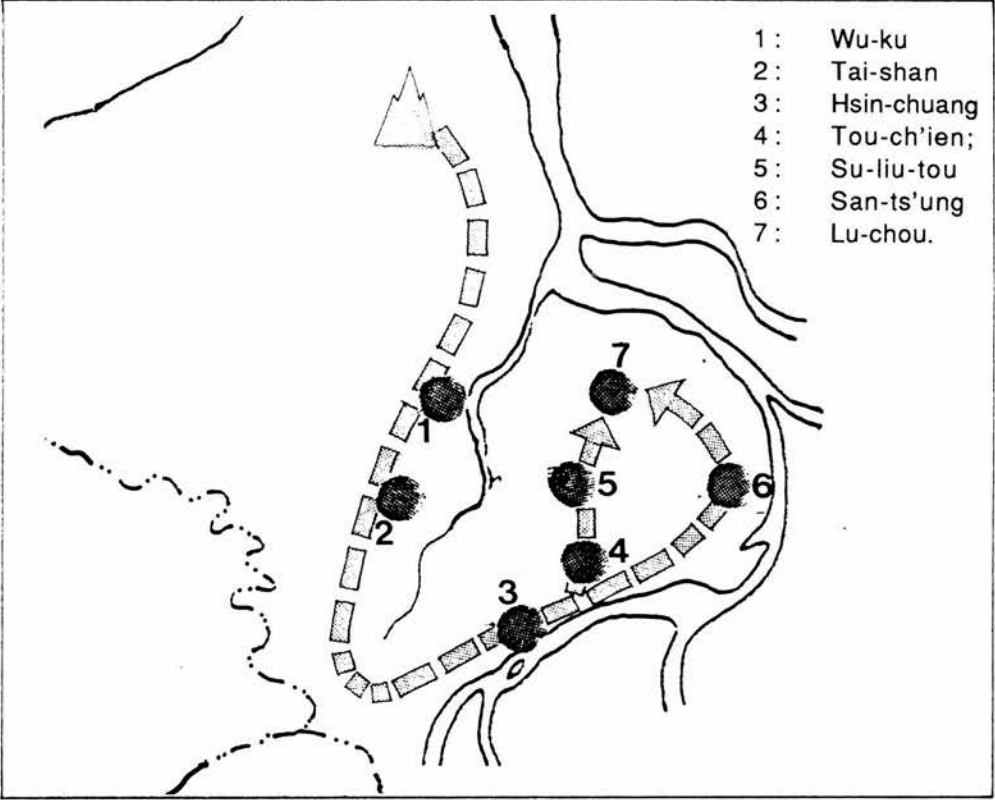 1: Wu-ku
2: Tai-shan
3: Hsin-chuang
4: Tou-ch'ien;
5: Su-liu-tou
6: San-ts'ung
7: Lu-chou.
7
1
5
6
2
4
3